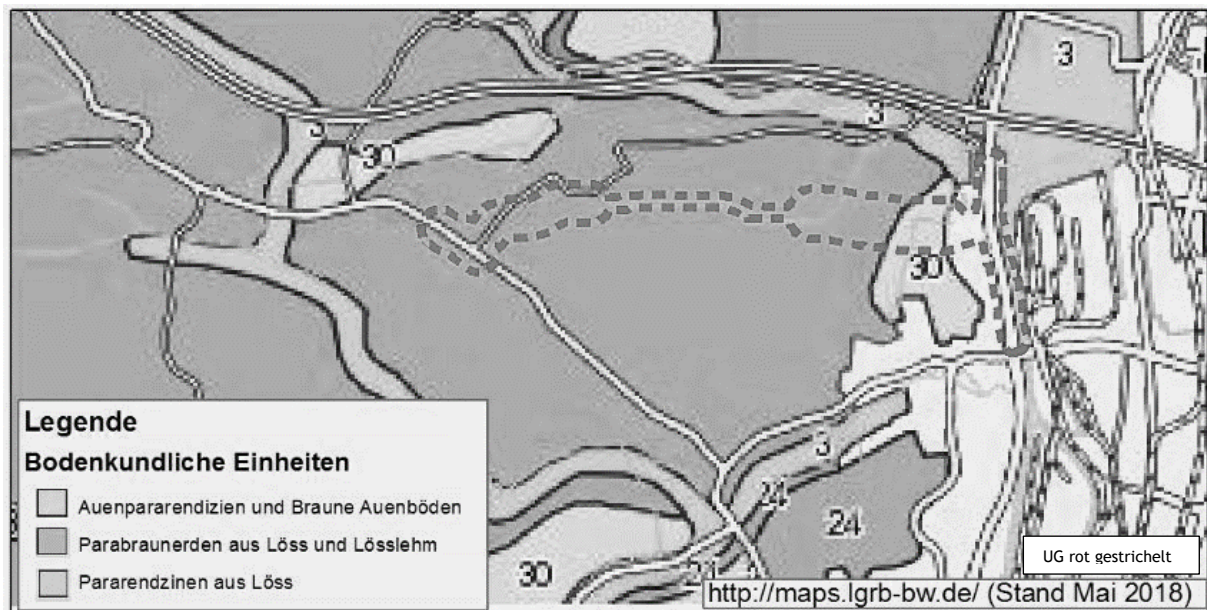 3
3
3
30
30
Legende
Bodenkundliche Einheiten
Auenpararendizien und Braune Auenböden
Parabraunerden aus Löss und Lösslehm
Pararendzinen aus Löss
3
24
24
30
24
UG rot gestrichelt
http://maps.lgrb-bw.de/ (Stand Mai 2018)